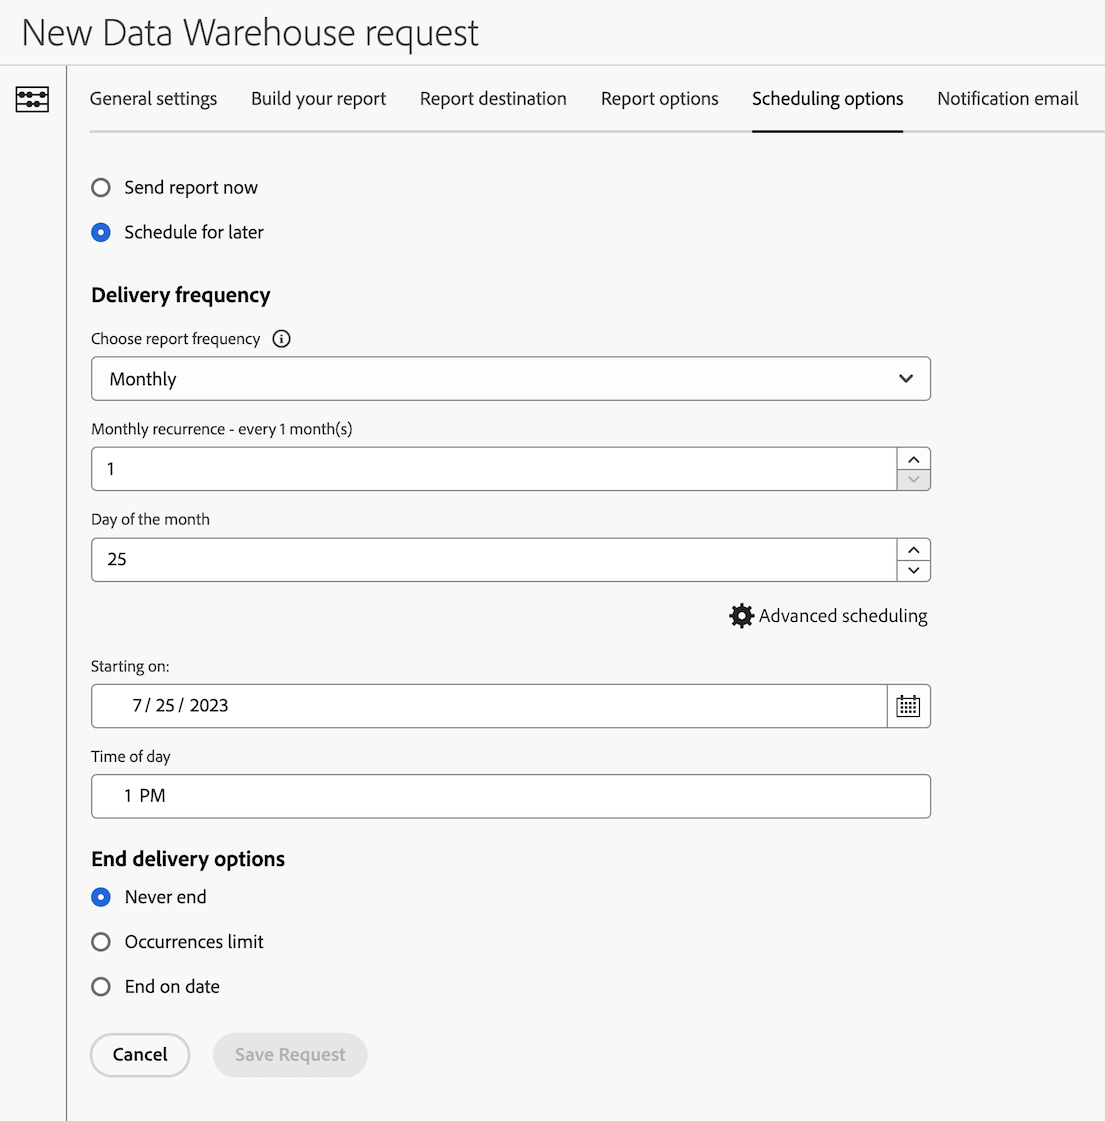 New Data Warehouse request
General settings Build your report Report destination Report options Scheduling options Notification email
Send report now
Schedule for later
Delivery frequency
Choose report frequency
Monthly
Monthly recurrence - every 1 month(s)
1
Day of the month
25
Advanced scheduling
Starting on:
7 / 25 / 2023
Time of day
1 PM
End delivery options
Never end
Occurrences limit
End on date
Cancel Save Request